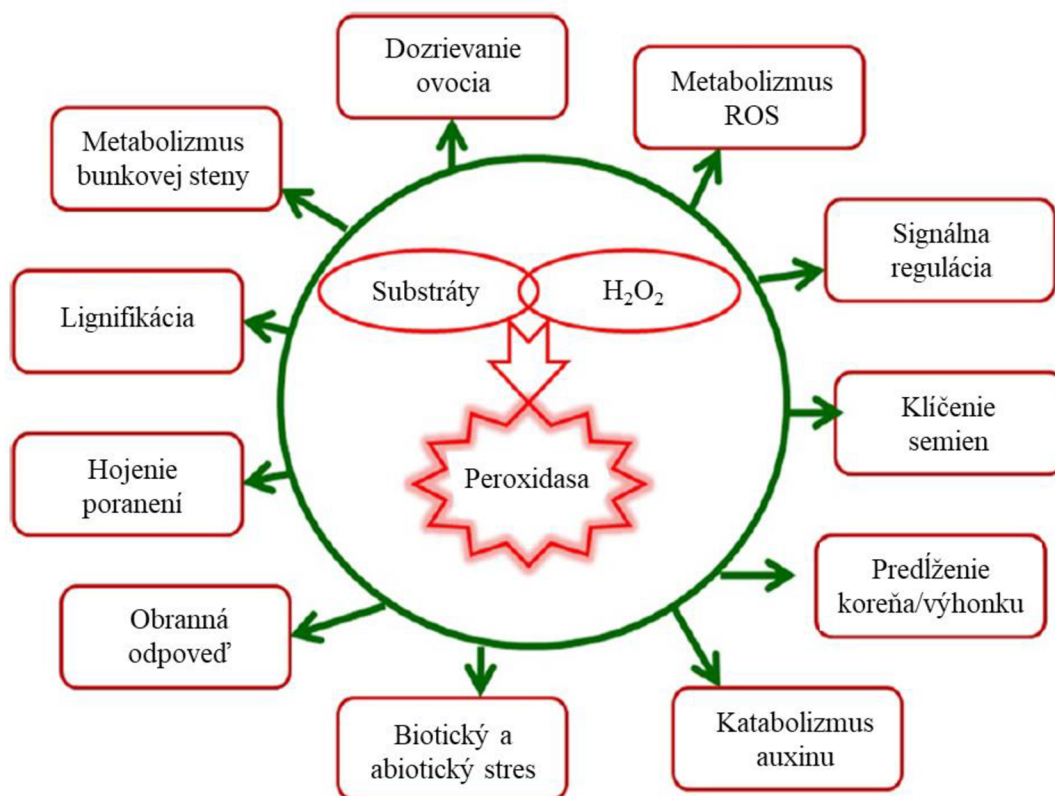 Dozrievanie
ovocia
Metabolizmus
ROS
Metabolizmus
bunkovej steny
Signálna
regulácia
Substráty
H₂O₂
Lignifikácia
Klíčenie
semien
Hojenie
poranení
Peroxidasa
Predĺženie
koreňa/výhonku
Obranná
odpoveď
Biotický a
abiotický stres
Katabolizmus
auxinu